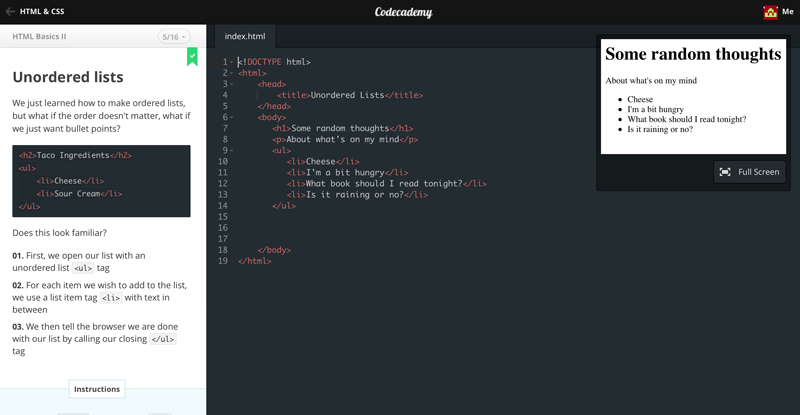 HTML & CSS
Codecademy
Me
HTML Basics II
5/16
Unordered lists
We just learned how to make ordered lists,
but what if the order doesn't matter, what if
we just want bullet points?
<h2>Taco Ingredients</h2>
<ul>
<li>Cheese</li>
<li>Sour Cream</li>
</ul>
Does this look familiar?
01. First, we open our list with an
unordered list <ul> tag
02. For each item we wish to add to the list,
we use a list item tag <li> with text in
between
03. We then tell the browser we are done
with our list by calling our closing </ul>
tag
Instructions
index.html
1 <!DOCTYPE html>
2 <html>
3 <head>
4 <title>Unordered Lists</title>
5 </head>
6 <body>
7 <h1>Some random thoughts</h1>
8 <p>About what's on my mind</p>
9 <ul>
10 <li>Cheese</li>
11 <li>I'm a bit hungry</li>
12 <li>What book should I read tonight?</li>
13 <li>Is it raining or no?</li>
14 </ul>
15
16
17
18 </body>
19 </html>
Some random thoughts
About what's on my mind
• Cheese
• I'm a bit hungry
• What book should I read tonight?
• Is it raining or no?
Full Screen